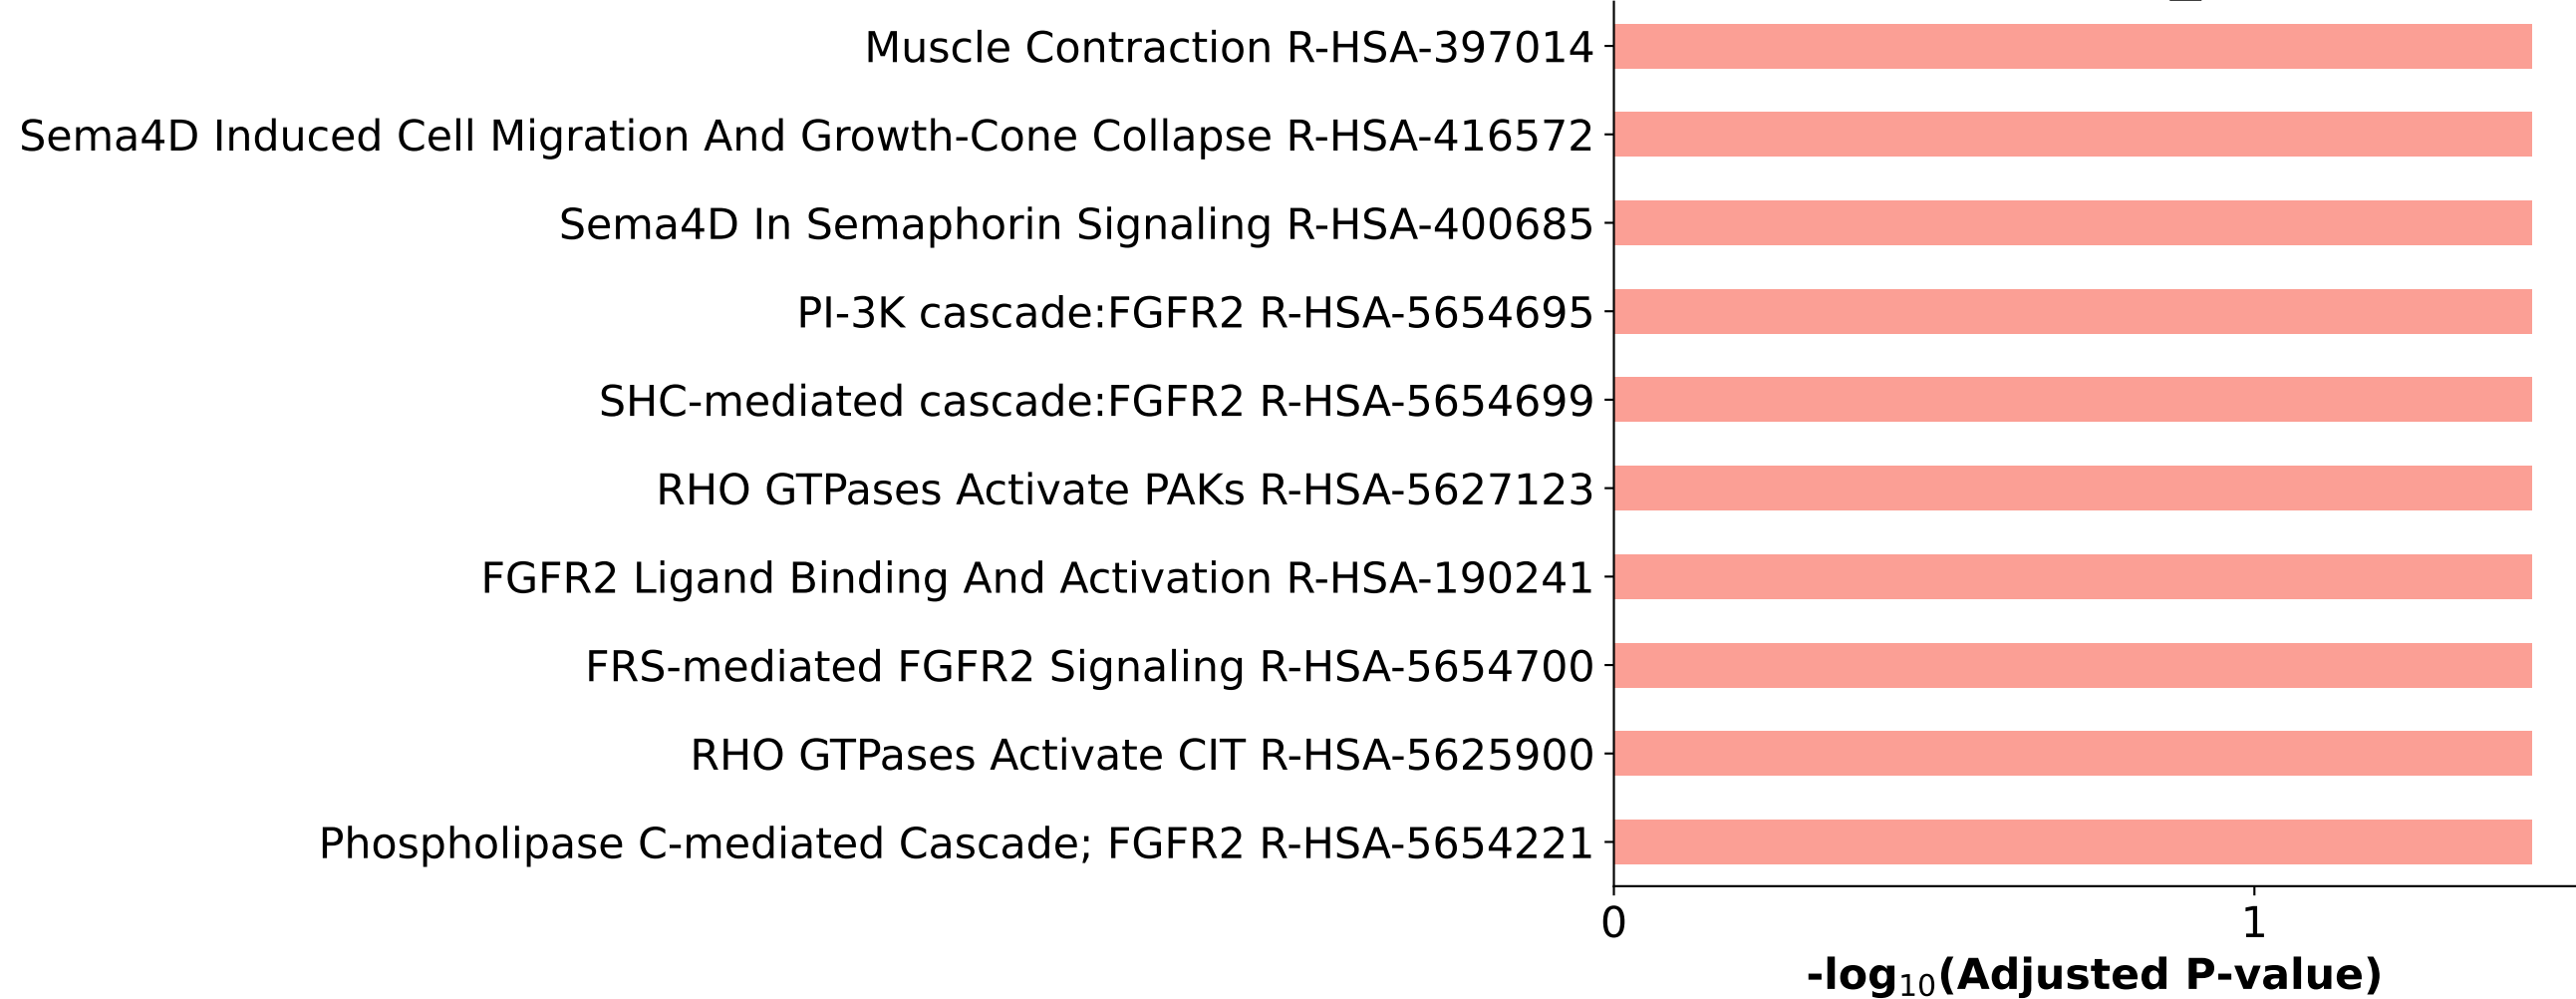 Muscle Contraction R-HSA-397014
Sema4D Induced Cell Migration And Growth-Cone Collapse R-HSA-416572
Sema4D In Semaphorin Signaling R-HSA-400685
PI-3K cascade:FGFR2 R-HSA-5654695
SHC-mediated cascade:FGFR2 R-HSA-5654699
RHO GTPases Activate PAKs R-HSA-5627123
FGFR2 Ligand Binding And Activation R-HSA-190241
FRS-mediated FGFR2 Signaling R-HSA-5654700
RHO GTPases Activate CIT R-HSA-5625900
Phospholipase C-mediated Cascade; FGFR2 R-HSA-5654221
0 1
-log₁₀(Adjusted P-value)